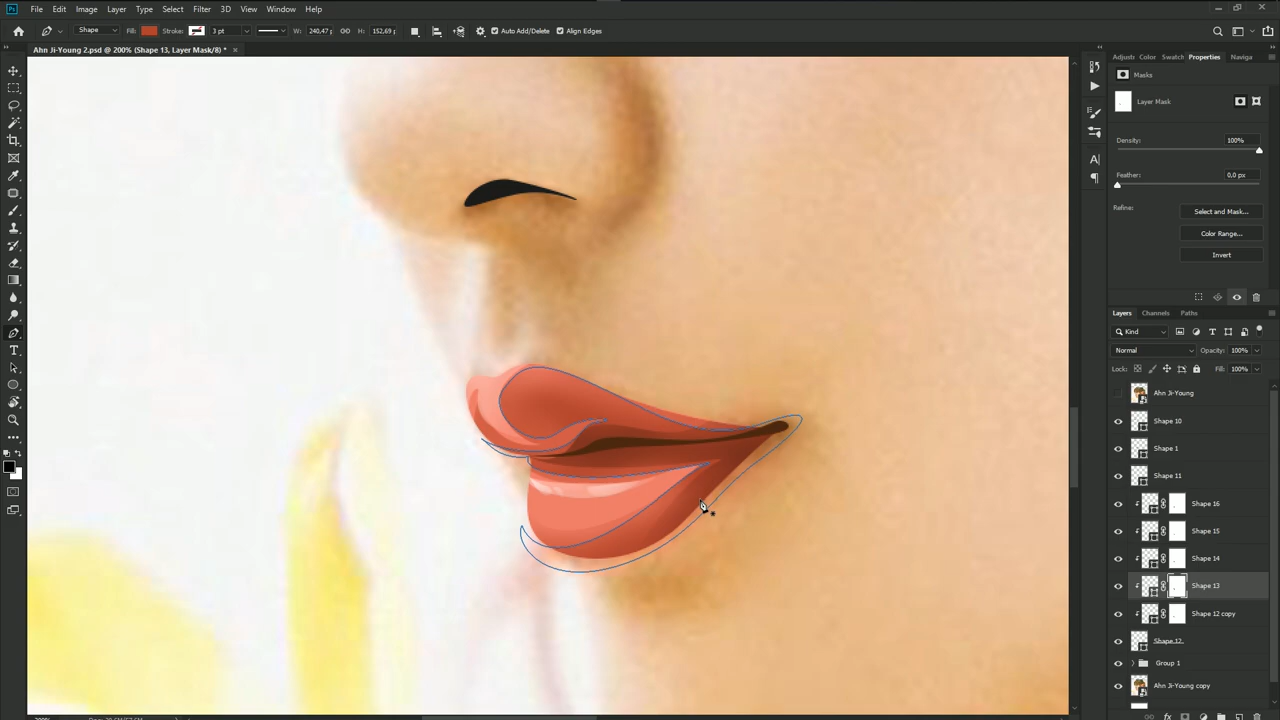 Ps File Edit Image Layer Type Select Filter 3D View Window Help
Shape Fill: Stroke: 3 pt W: 240,47 p H: 152,69 p Auto Add/Delete Align Edges
Ahn Ji-Young 2.psd @ 200% (Shape 13, Layer Mask/8) * ×
Adjusti Color Swatch Properties Naviga
Masks
Layer Mask
Density: 100%
Feather: 0,0 px
Refine: Select and Mask...
Color Range...
Invert
Layers Channels Paths
Kind
Normal Opacity: 100%
Lock: Fill: 100%
Ahn Ji-Young
Shape 10
Shape 1
Shape 11
Shape 16
Shape 15
Shape 14
Shape 13
Shape 12 copy
Shape 12
Group 1
Ahn Ji-Young copy
fx